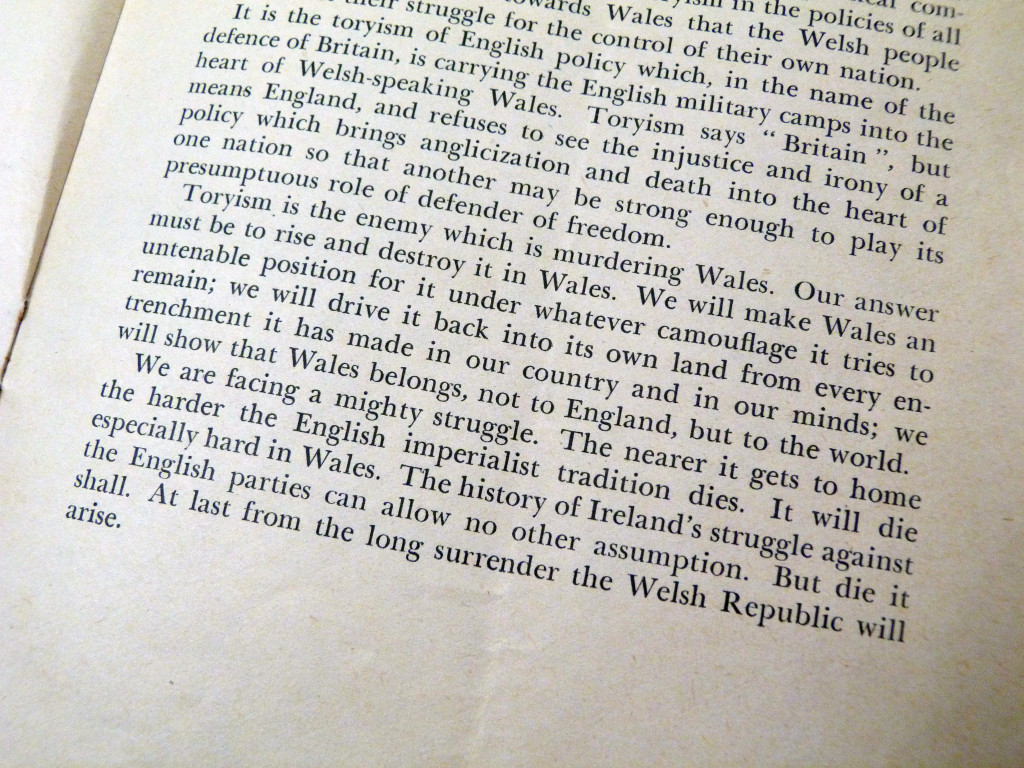 com-
in the policies of all
towards Wales that the Welsh people
their struggle for the control of their own nation.
It is the toryism of English policy which, in the name of the
defence of Britain, is carrying the English military camps into the
heart of Welsh-speaking Wales. Toryism says “ Britain ”, but
means England, and refuses to see the injustice and irony of a
policy which brings anglicization and death into the heart of
one nation so that another may be strong enough to play its
presumptuous role of defender of freedom.
Toryism is the enemy which is murdering Wales. Our answer
must be to rise and destroy it in Wales. We will make Wales an
untenable position for it under whatever camouflage it tries to
remain; we will drive it back into its own land from every en-
trenchment it has made in our country and in our minds; we
will show that Wales belongs, not to England, but to the world.
We are facing a mighty struggle. The nearer it gets to home
the harder the English imperialist tradition dies. It will die
especially hard in Wales. The history of Ireland’s struggle against
the English parties can allow no other assumption. But die it
shall. At last from the long surrender the Welsh Republic will
arise.